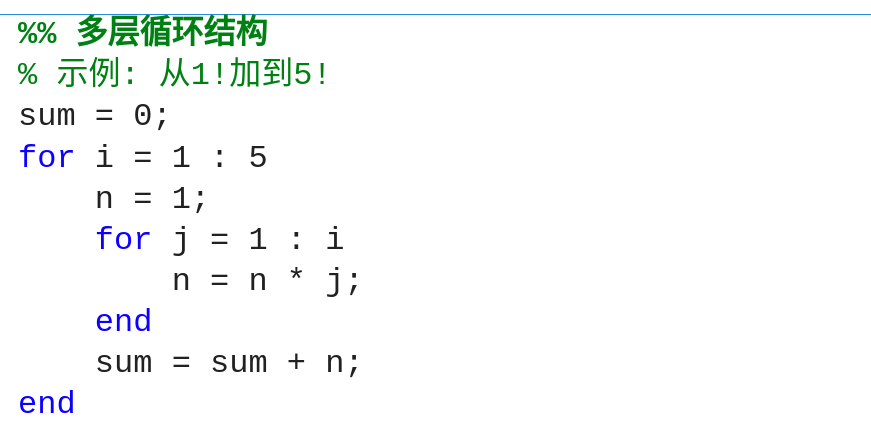 %% 多层循环结构
% 示例: 从1!加到5!
sum = 0;
for i = 1 : 5
    n = 1;
    for j = 1 : i
        n = n * j;
    end
    sum = sum + n;
end